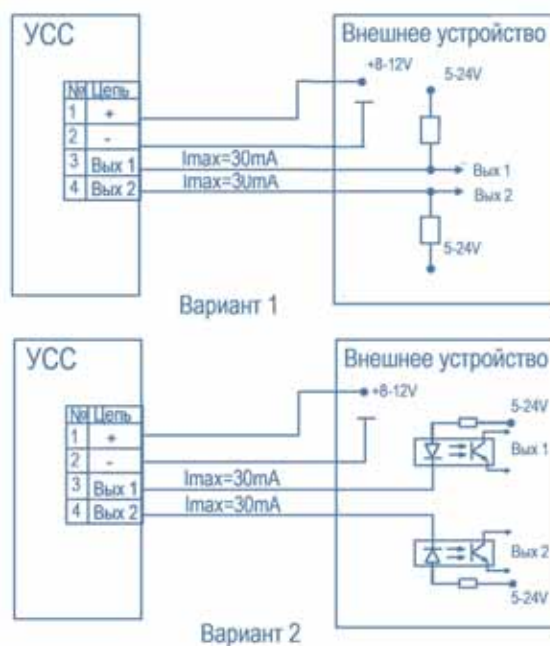 УСС
Внешнее устройство
+8-12V
5-24V
№ Цепь
1 +
2 -
3 Вых 1
4 Вых 2
Imax=30mA
Imax=30mA
Вых 1
Вых 2
5-24V
Вариант 1
УСС
Внешнее устройство
+8-12V
5-24V
№ Цепь
1 +
2 -
3 Вых 1
4 Вых 2
Imax=30mA
Imax=30mA
Вых 1
Вых 2
5-24V
Вариант 2